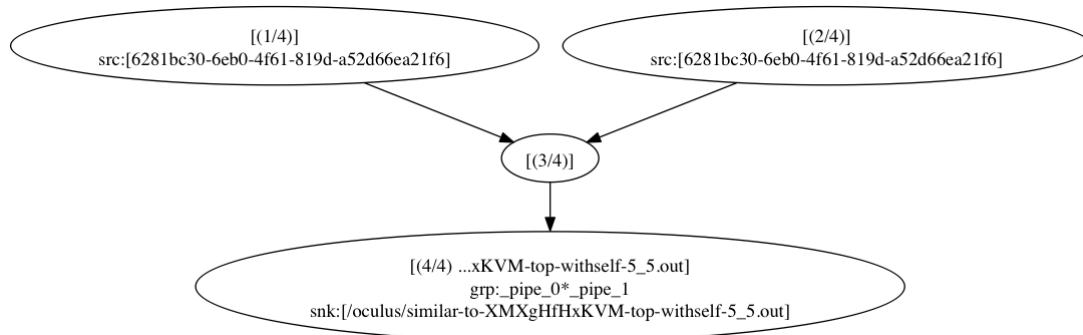 [(1/4)]
src:[6281bc30-6eb0-4f61-819d-a52d66ea21f6]
[(2/4)]
src:[6281bc30-6eb0-4f61-819d-a52d66ea21f6]
[(3/4)]
[(4/4) ...xKVM-top-withself-5_5.out]
grp:_pipe_0*_pipe_1
snk:[/oculus/similar-to-XMXgHfHxKVM-top-withself-5_5.out]